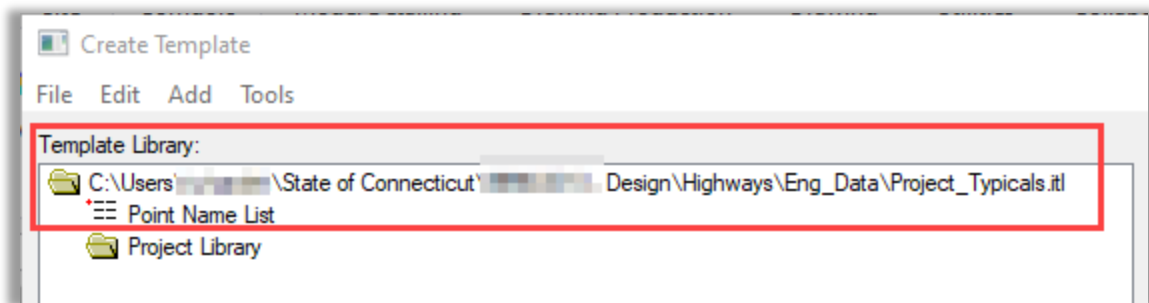 Create Template
File Edit Add Tools
Template Library:
C:\Users\ \State of Connecticut\ Design\Highways\Eng_Data\Project_Typicals.itl
Point Name List
Project Library